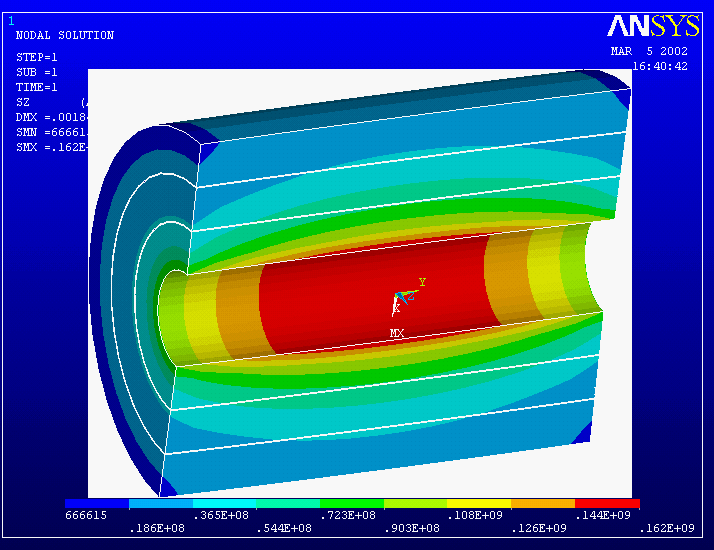 1
ANSYS
NODAL SOLUTION
MAR 5 2002
16:40:42
STEP=1
SUB =1
TIME=1
SZ
DMX =.00184
SMN =66661
SMX =.162E
Y
Z
X
MX
666615 .365E+08 .723E+08 .108E+09 .144E+09
.186E+08 .544E+08 .903E+08 .126E+09 .162E+09